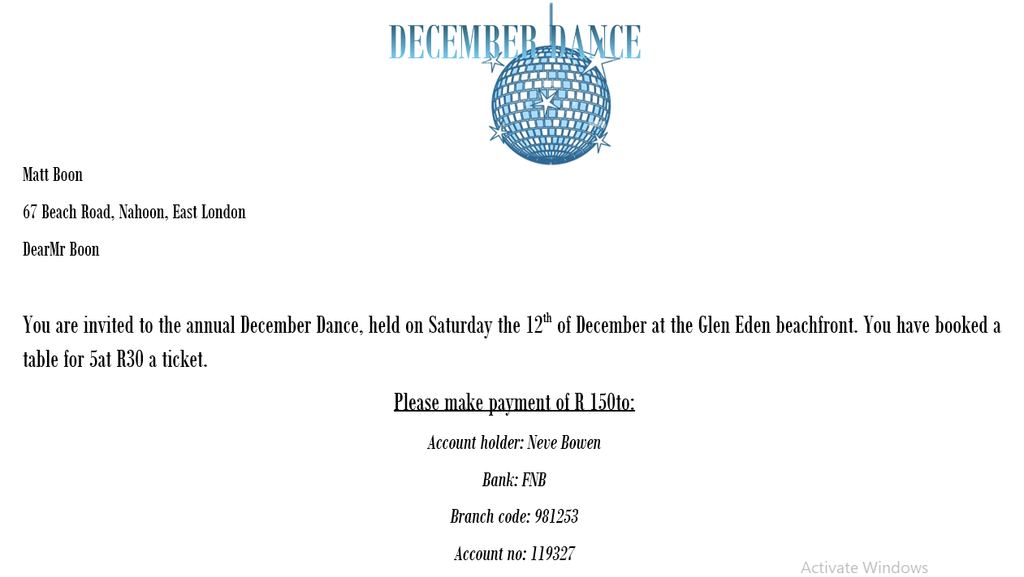 DECEMBER DANCE
Matt Boon
67 Beach Road, Nahoon, East London
DearMr Boon
You are invited to the annual December Dance, held on Saturday the 12th of December at the Glen Eden beachfront. You have booked a
table for 5at R30 a ticket.
Please make payment of R 150to:
Account holder: Neve Bowen
Bank: FNB
Branch code: 981253
Account no: 119327
Activate Windows